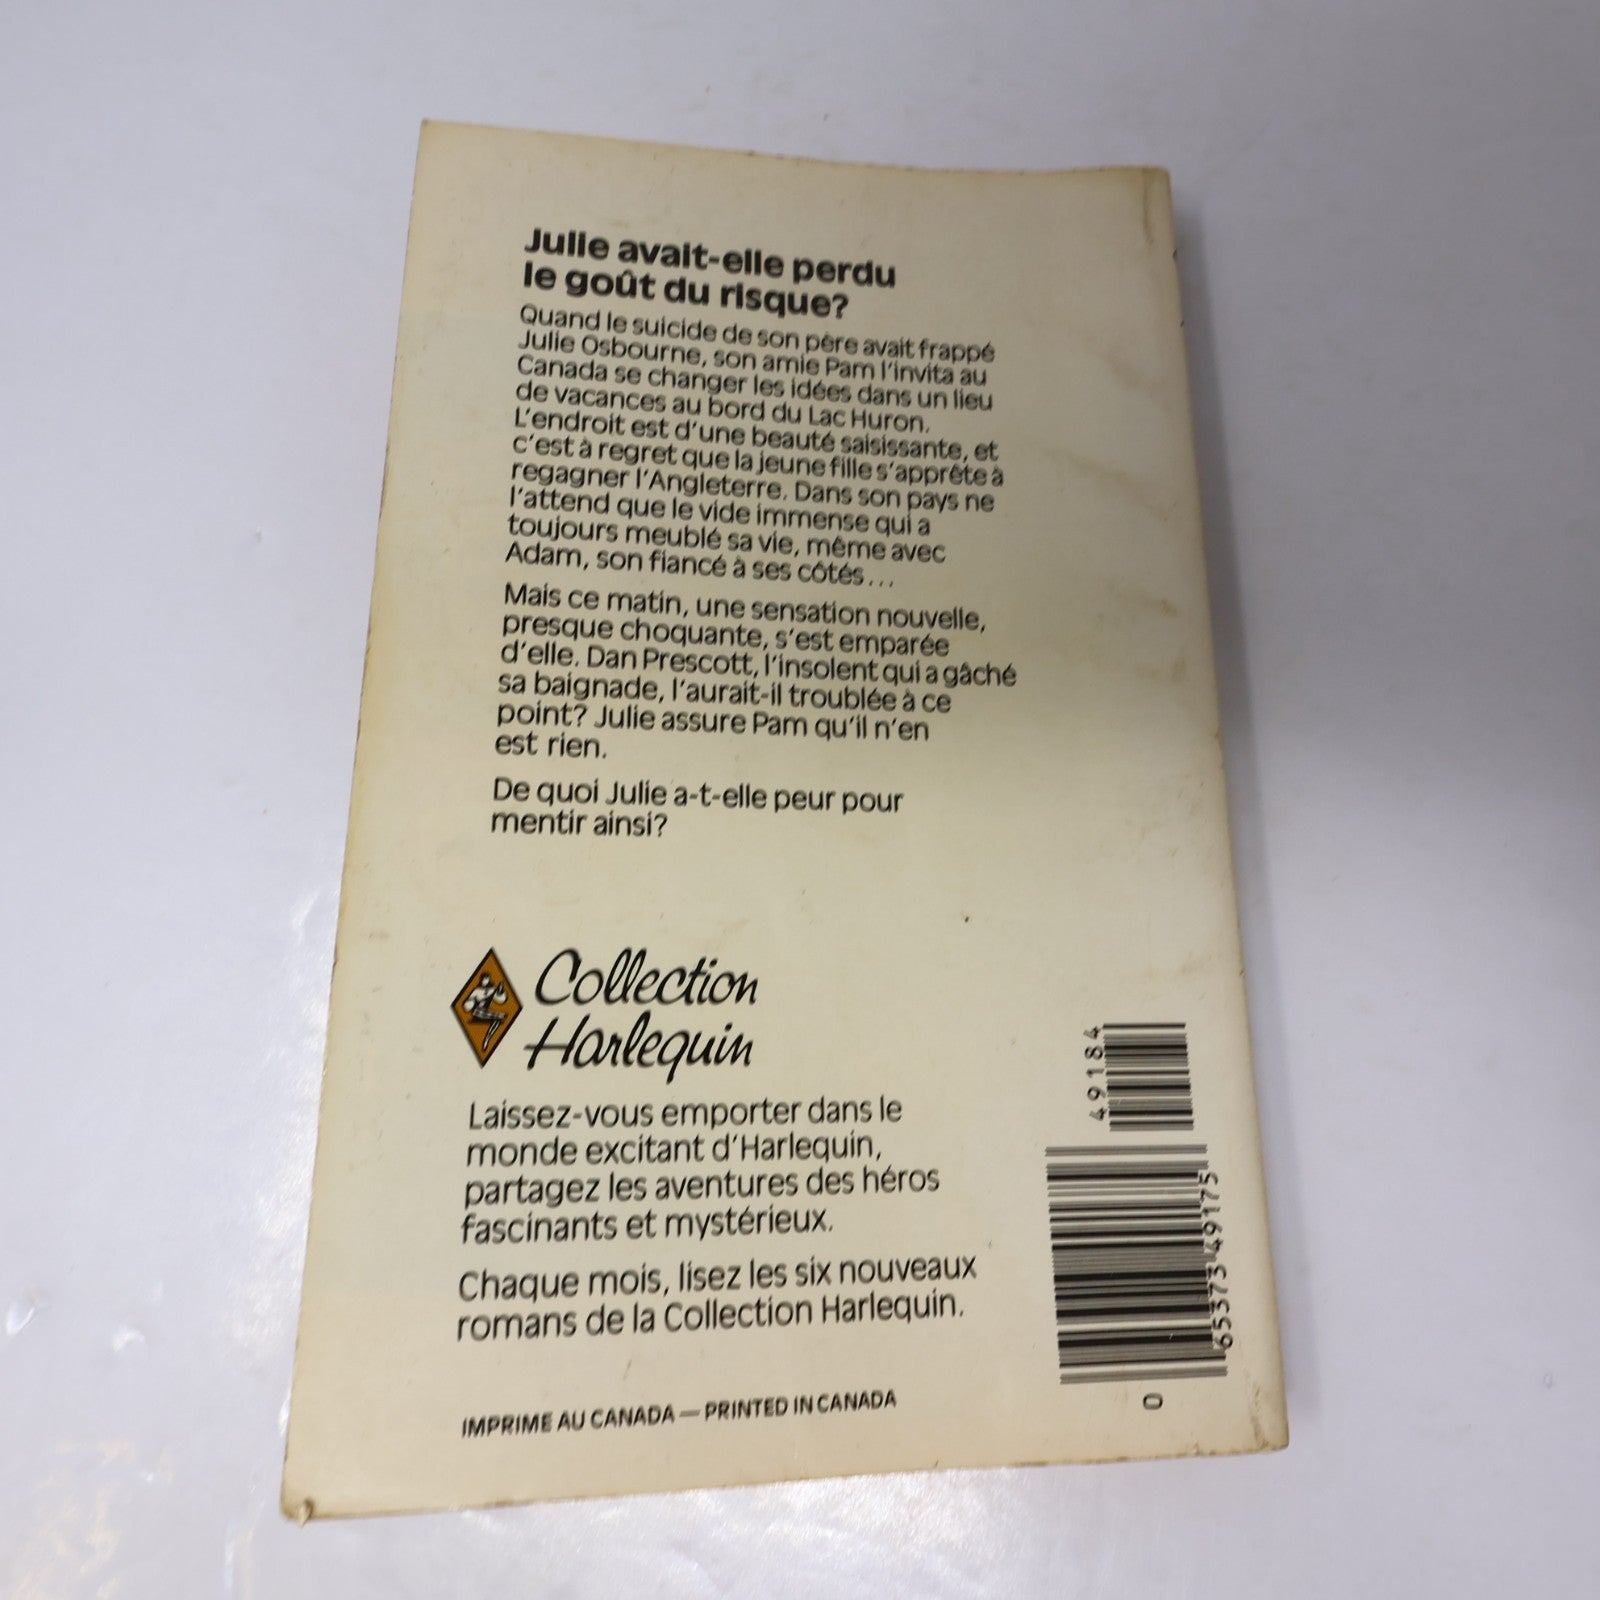 Julie avait-elle perdu
le goût du risque?
Quand le suicide de son père avait frappé
Julie Osbourne, son amie Pam l'invita au
Canada se changer les idées dans un lieu
de vacances au bord du Lac Huron.
L'endroit est d'une beauté saisissante, et
c'est à regret que la jeune fille s'apprête à
regagner l'Angleterre. Dans son pays ne
l'attend que le vide immense qui a
toujours meublé sa vie, même avec
Adam, son fiancé à ses côtés...
Mais ce matin, une sensation nouvelle,
presque choquante, s'est emparée
d'elle. Dan Prescott, l'insolent qui a gâché
sa baignade, l'aurait-il troublée à ce
point? Julie assure Pam qu'il n'en
est rien.
De quoi Julie a-t-elle peur pour
mentir ainsi?
Collection
Harlequin
Laissez-vous emporter dans le
monde excitant d'Harlequin,
partagez les aventures des héros
fascinants et mystérieux.
Chaque mois, lisez les six nouveaux
romans de la Collection Harlequin.
IMPRIME AU CANADA — PRINTED IN CANADA
49184
65373 49175
0